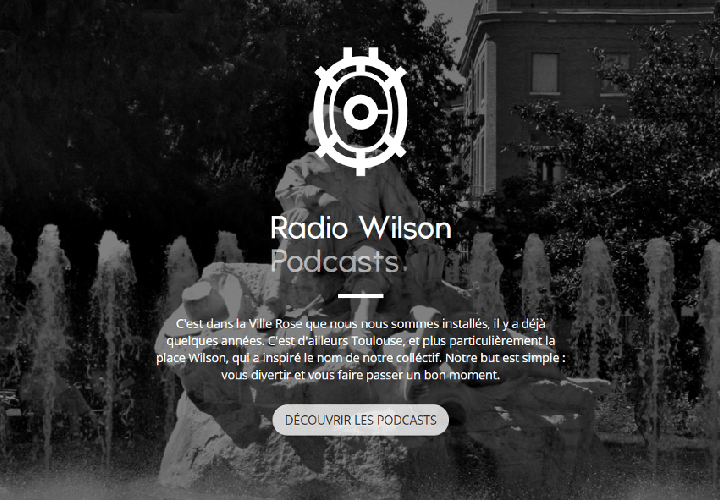 Radio Wilson
Podcasts.
C'est dans la Ville Rose que nous nous sommes installés, il y a déjà
quelques années. C'est d'ailleurs Toulouse, et plus particulièrement la
place Wilson, qui a inspiré le nom de notre colléctif. Notre but est simple :
vous divertir et vous faire passer un bon moment.
DÉCOUVRIR LES PODCASTS